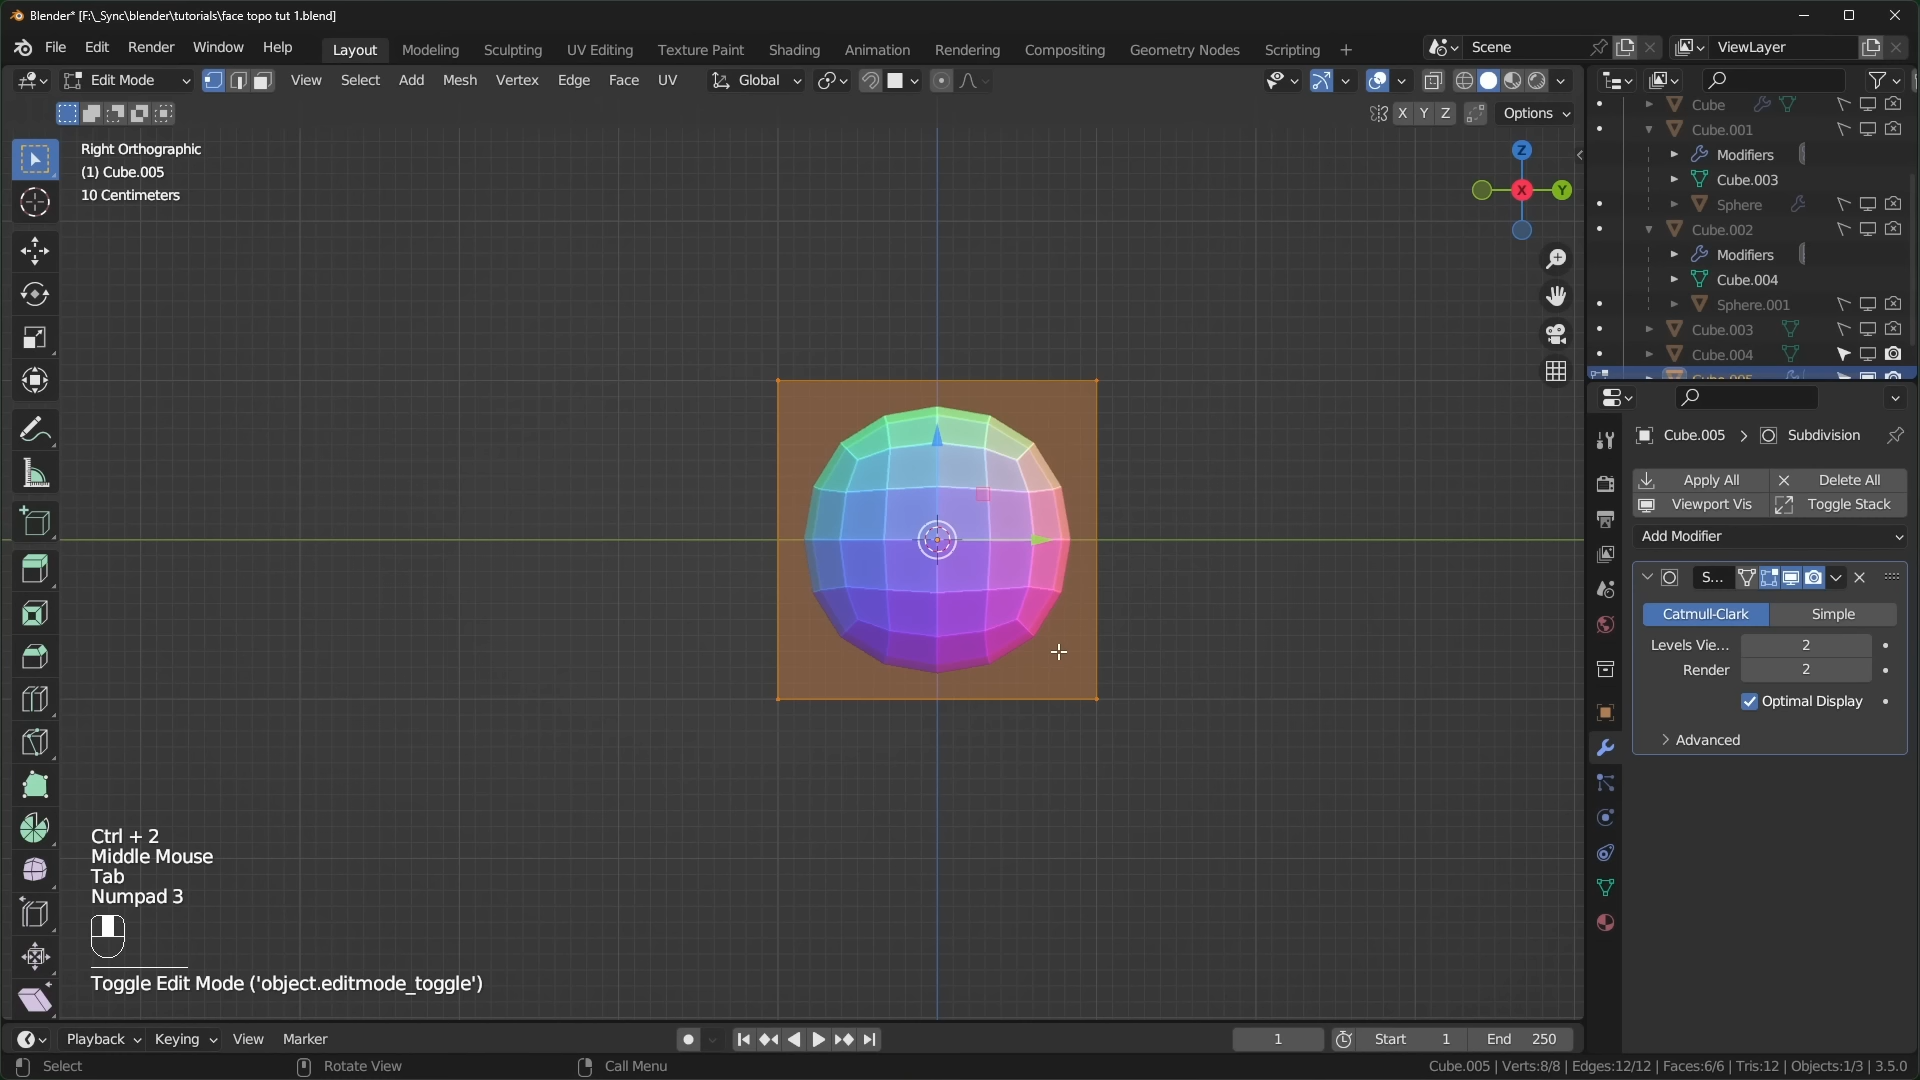 Blender* [F:\_Sync\blender\tutorials\face topo tut 1.blend]
File Edit Render Window Help Layout Modeling Sculpting UV Editing Texture Paint Shading Animation Rendering Compositing Geometry Nodes Scripting + Scene ViewLayer
Edit Mode View Select Add Mesh Vertex Edge Face UV Global
X Y Z Options
Right Orthographic
(1) Cube.005
10 Centimeters
Z
X Y
Cube
Cube.001
Modifiers
Cube.003
Sphere
Cube.002
Modifiers
Cube.004
Sphere.001
Cube.003
Cube.004
Cube.005
Cube.005 > Subdivision
Apply All Delete All
Viewport Vis Toggle Stack
Add Modifier
S...
Catmull-Clark Simple
Levels Vie... 2
Render 2
Optimal Display
Advanced
Ctrl + 2
Middle Mouse
Tab
Numpad 3
Toggle Edit Mode ('object.editmode_toggle')
Playback Keying View Marker 1 Start 1 End 250
Select Rotate View Call Menu Cube.005 | Verts:8/8 | Edges:12/12 | Faces:6/6 | Tris:12 | Objects:1/3 | 3.5.0